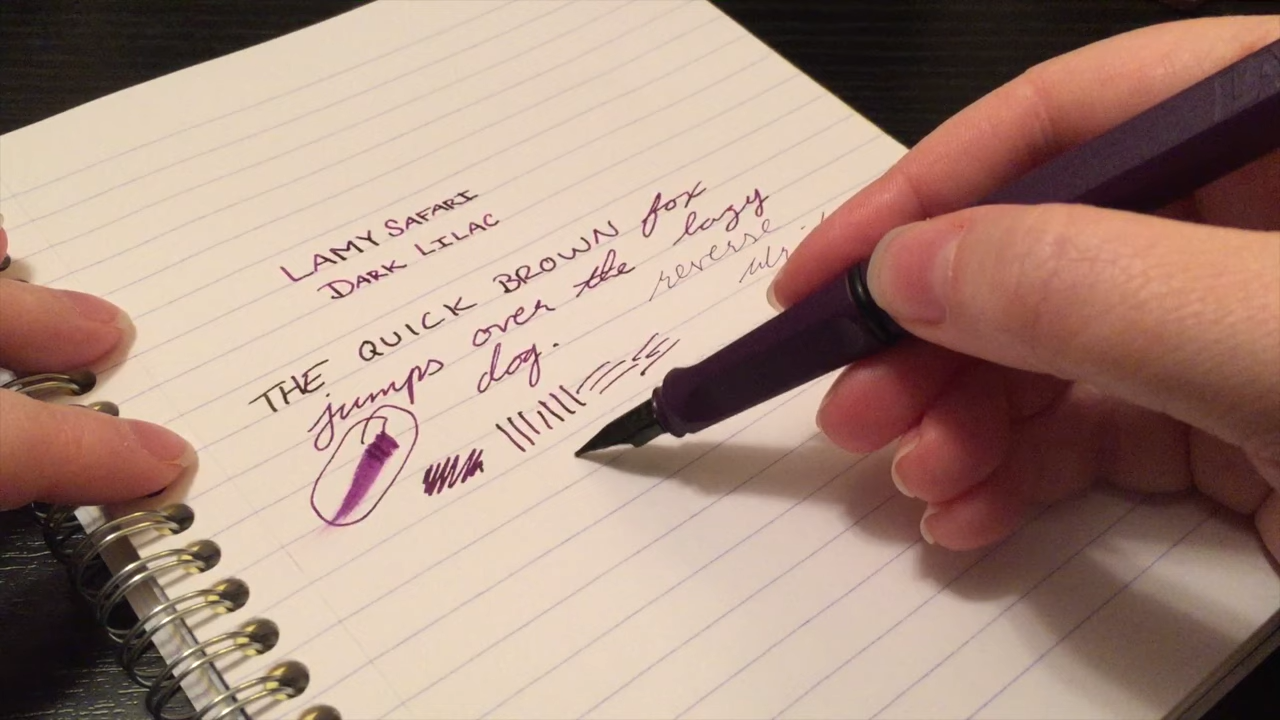 LAMY SAFARI
DARK LILAC
THE QUICK BROWN fox
jumps over the lazy
dog.
reverse